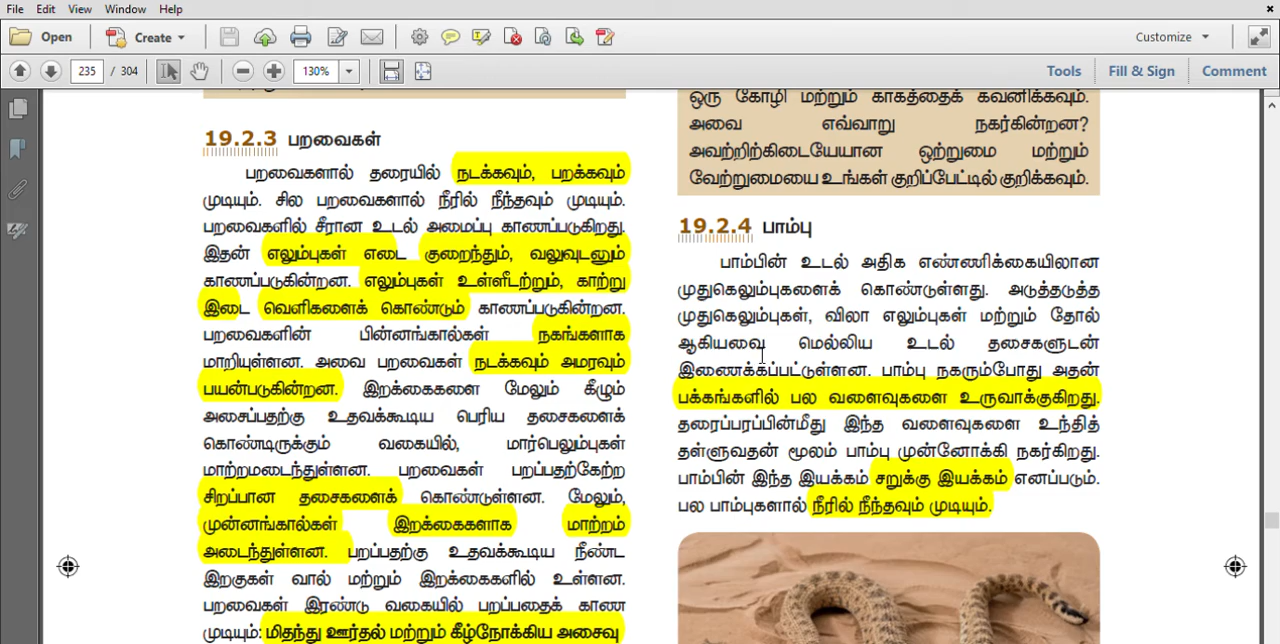 File Edit View Window Help
Open Create Customize
235 / 304 130% Tools Fill & Sign Comment
19.2.3 பறவைகள்
பறவைகளால் தரையில் நடக்கவும், பறக்கவும்
முடியும். சில பறவைகளால் நீரில் நீந்தவும் முடியும்.
பறவைகளில் சீரான உடல் அமைப்பு காணப்படுகிறது.
இதன் எலும்புகள் எடை குறைந்தும், வலுவுடனும்
காணப்படுகின்றன. எலும்புகள் உள்ளீடற்றும், காற்று
இடை வெளிகளைக் கொண்டும் காணப்படுகின்றன.
பறவைகளின் பின்னங்கால்கள் நகங்களாக
மாறியுள்ளன. அவை பறவைகள் நடக்கவும் அமரவும்
பயன்படுகின்றன. இறக்கைகளை மேலும் கீழும்
அசைப்பதற்கு உதவக்கூடிய பெரிய தசைகளைக்
கொண்டிருக்கும் வகையில், மார்பெலும்புகள்
மாற்றமடைந்துள்ளன. பறவைகள் பறப்பதற்கேற்ற
சிறப்பான தசைகளைக் கொண்டுள்ளன. மேலும்,
முன்னங்கால்கள் இறக்கைகளாக மாற்றம்
அடைந்துள்ளன. பறப்பதற்கு உதவக்கூடிய நீண்ட
இறகுகள் வால் மற்றும் இறக்கைகளில் உள்ளன.
பறவைகள் இரண்டு வகையில் பறப்பதைக் காண
முடியும்: மிதந்து ஊர்தல் மற்றும் கீழ்நோக்கிய அசைவு
ஒரு கோழி மற்றும் காகத்தைக் கவனிக்கவும்.
அவை எவ்வாறு நகர்கின்றன?
அவற்றிற்கிடையேயான ஒற்றுமை மற்றும்
வேற்றுமையை உங்கள் குறிப்பேட்டில் குறிக்கவும்.
19.2.4 பாம்பு
பாம்பின் உடல் அதிக எண்ணிக்கையிலான
முதுகெலும்புகளைக் கொண்டுள்ளது. அடுத்தடுத்த
முதுகெலும்புகள், விலா எலும்புகள் மற்றும் தோல்
ஆகியவை மெல்லிய உடல் தசைகளுடன்
இணைக்கப்பட்டுள்ளன. பாம்பு நகரும்போது அதன்
பக்கங்களில் பல வளைவுகளை உருவாக்குகிறது.
தரைப்பரப்பின்மீது இந்த வளைவுகளை உந்தித்
தள்ளுவதன் மூலம் பாம்பு முன்னோக்கி நகர்கிறது.
பாம்பின் இந்த இயக்கம் சறுக்கு இயக்கம் எனப்படும்.
பல பாம்புகளால் நீரில் நீந்தவும் முடியும்.